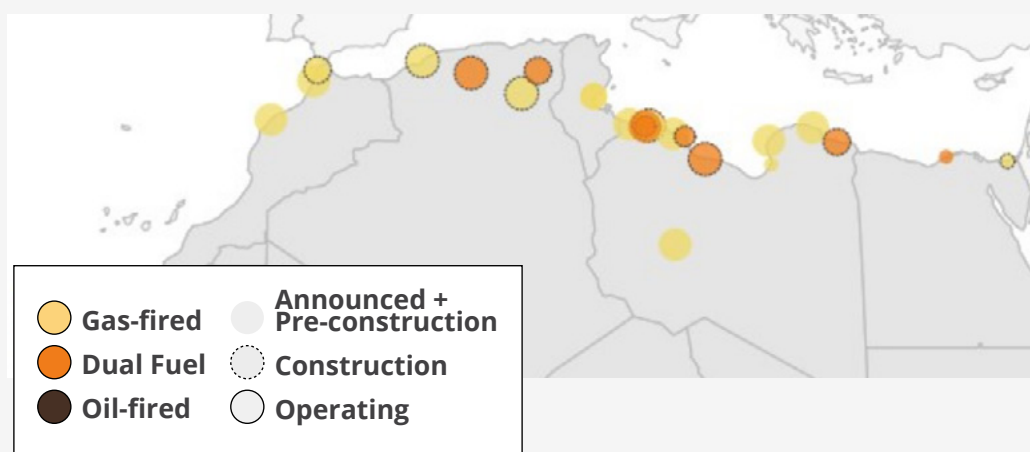 Gas-fired
Dual Fuel
Oil-fired
Announced +
Pre-construction
Construction
Operating